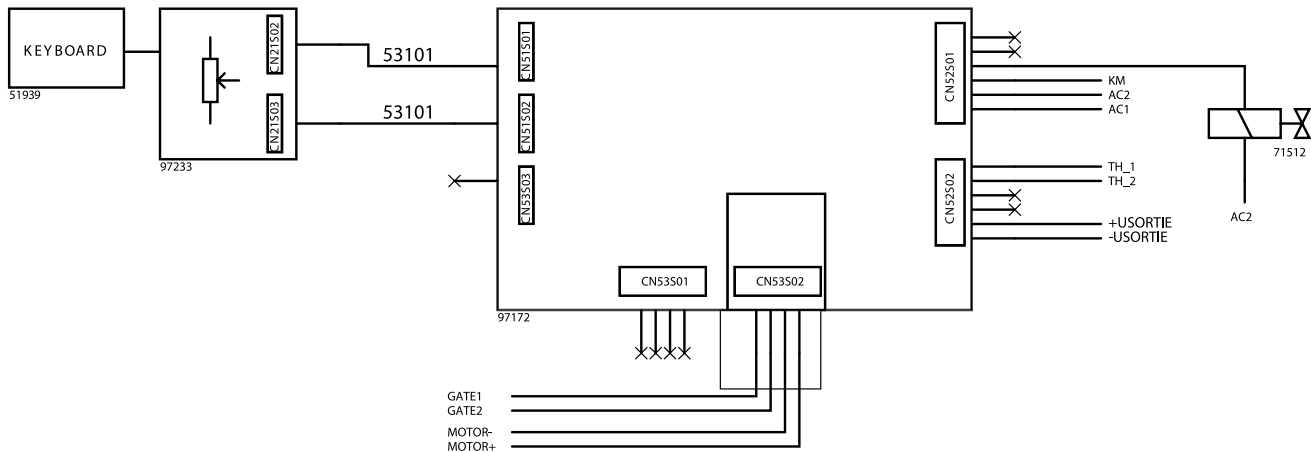 KEYBOARD
51939
CN21S02
CN21S03
97233
53101
53101
CN51S01
CN51S02
CN53S03
CN53S01
CN53S02
97172
CN52S01
CN52S02
KM
AC2
AC1
TH_1
TH_2
+USORTIE
-USORTIE
71512
AC2
GATE1
GATE2
MOTOR-
MOTOR+